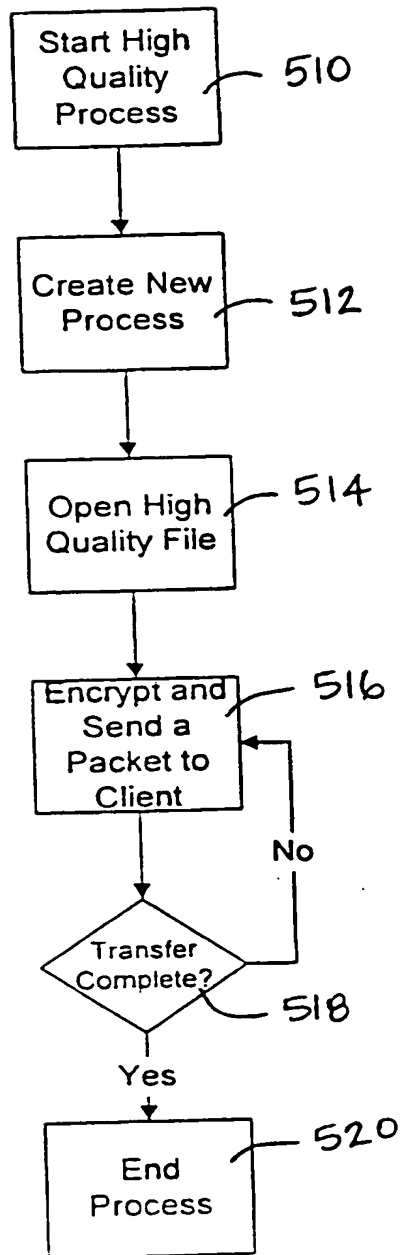 Start High
Quality
Process
510
Create New
Process
512
Open High
Quality File
514
Encrypt and
Send a
Packet to
Client
516
No
Transfer
Complete?
518
Yes
End
Process
520